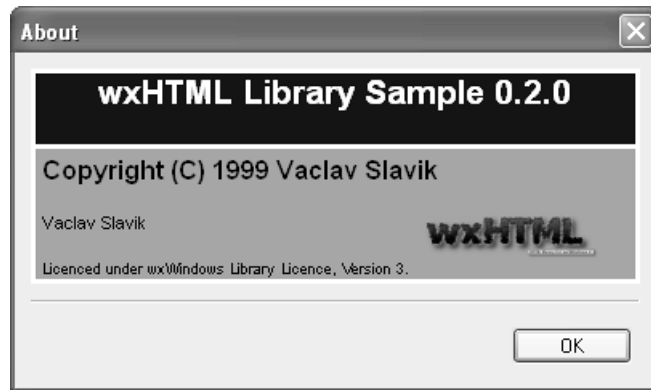 About
wxHTML Library Sample 0.2.0
Copyright (C) 1999 Vaclav Slavik
Vaclav Slavik
wxHTML
Licenced under wxWindows Library Licence, Version 3.
OK